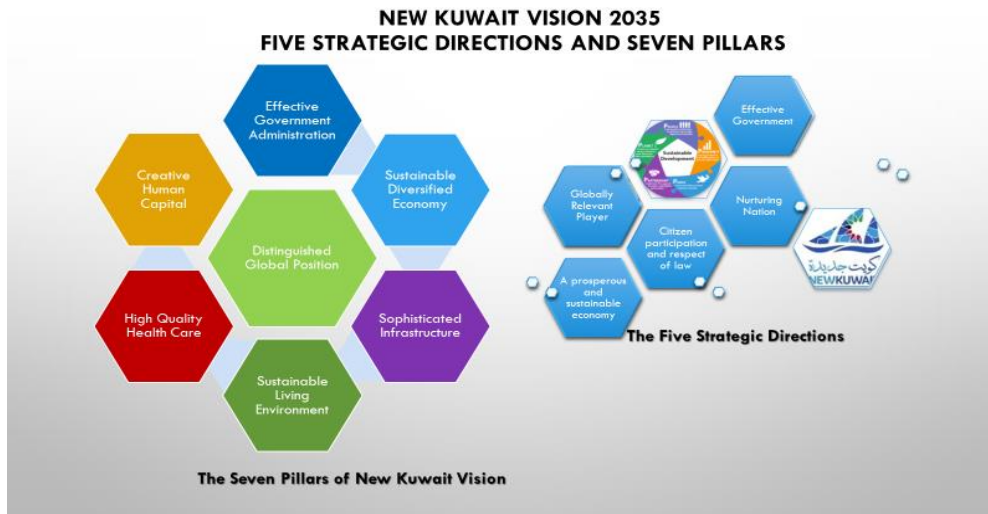 NEW KUWAIT VISION 2035
FIVE STRATEGIC DIRECTIONS AND SEVEN PILLARS
Effective
Government
Administration
Creative
Human
Capital
Sustainable
Diversified
Economy
Distinguished
Global Position
High Quality
Health Care
Sophisticated
Infrastructure
Sustainable
Living
Environment
The Seven Pillars of New Kuwait Vision
Effective
Government
Sustainable
Development
Globally
Relevant
Player
Nurturing
Nation
Citizen
participation
and respect
of law
A prosperous
and
sustainable
economy
كويت جديدة
NEWKUWAI
The Five Strategic Directions